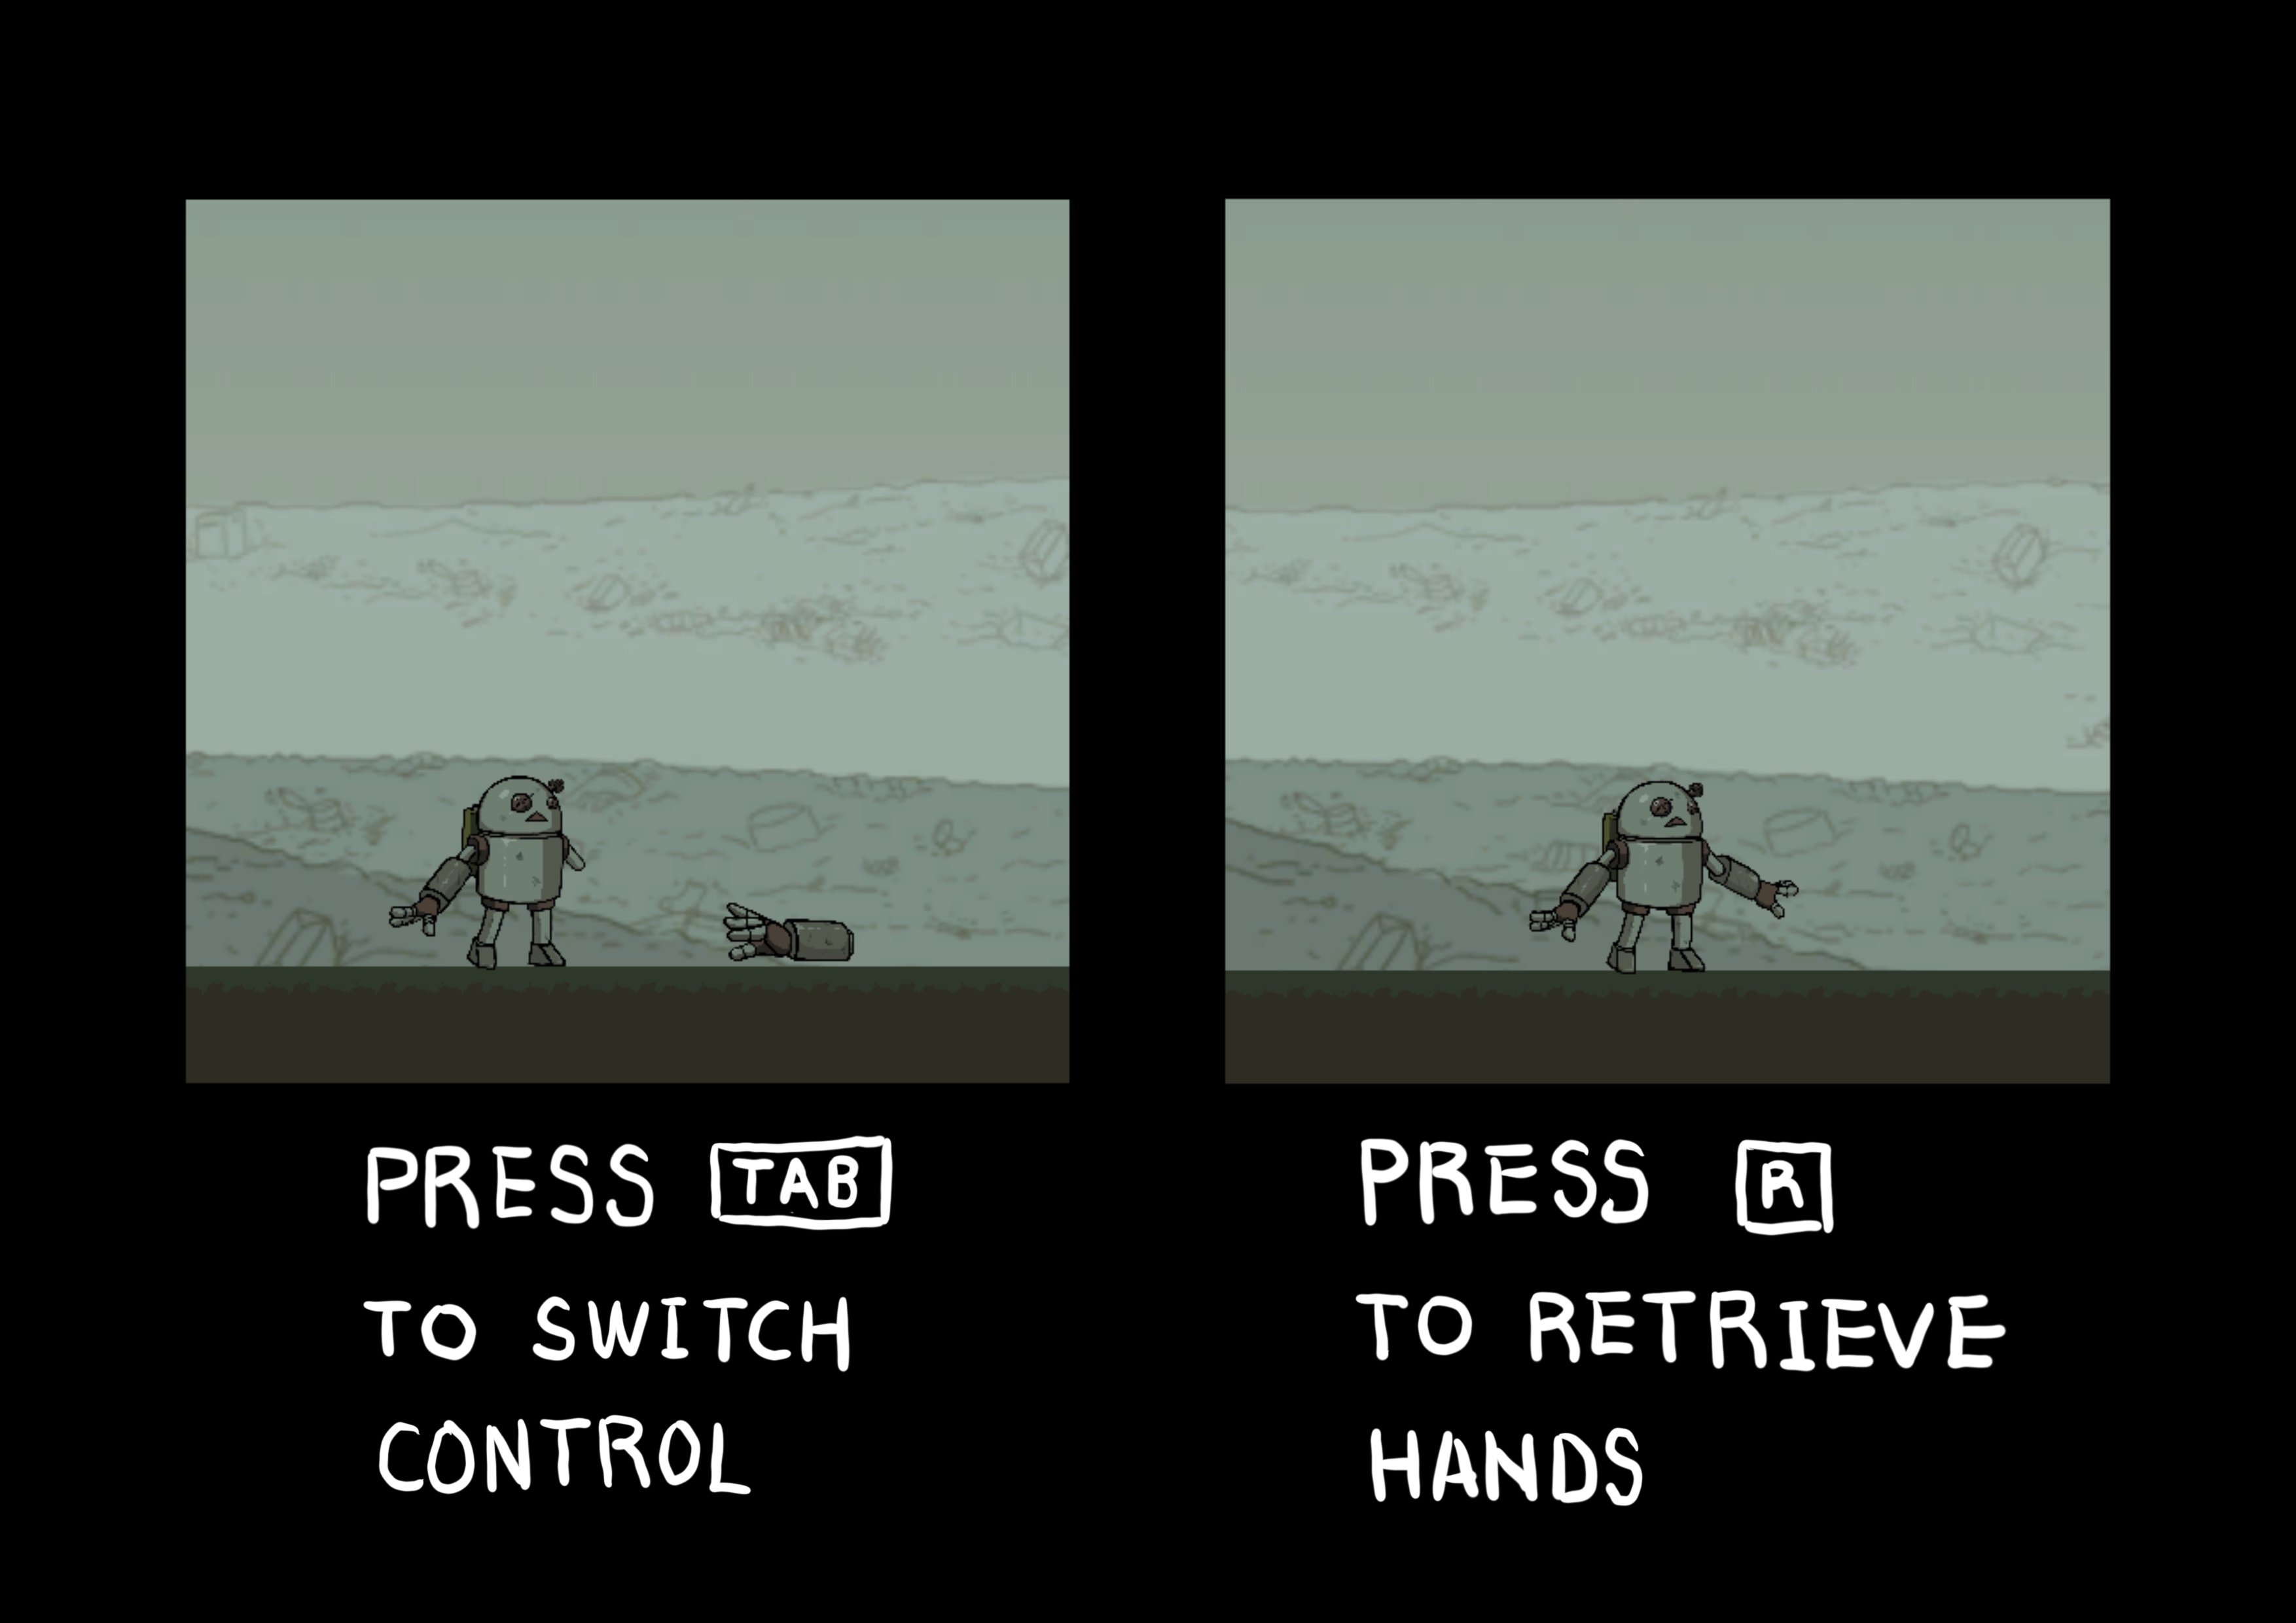 PRESS TAB
TO SWITCH
CONTROL
PRESS R
TO RETRIEVE
HANDS